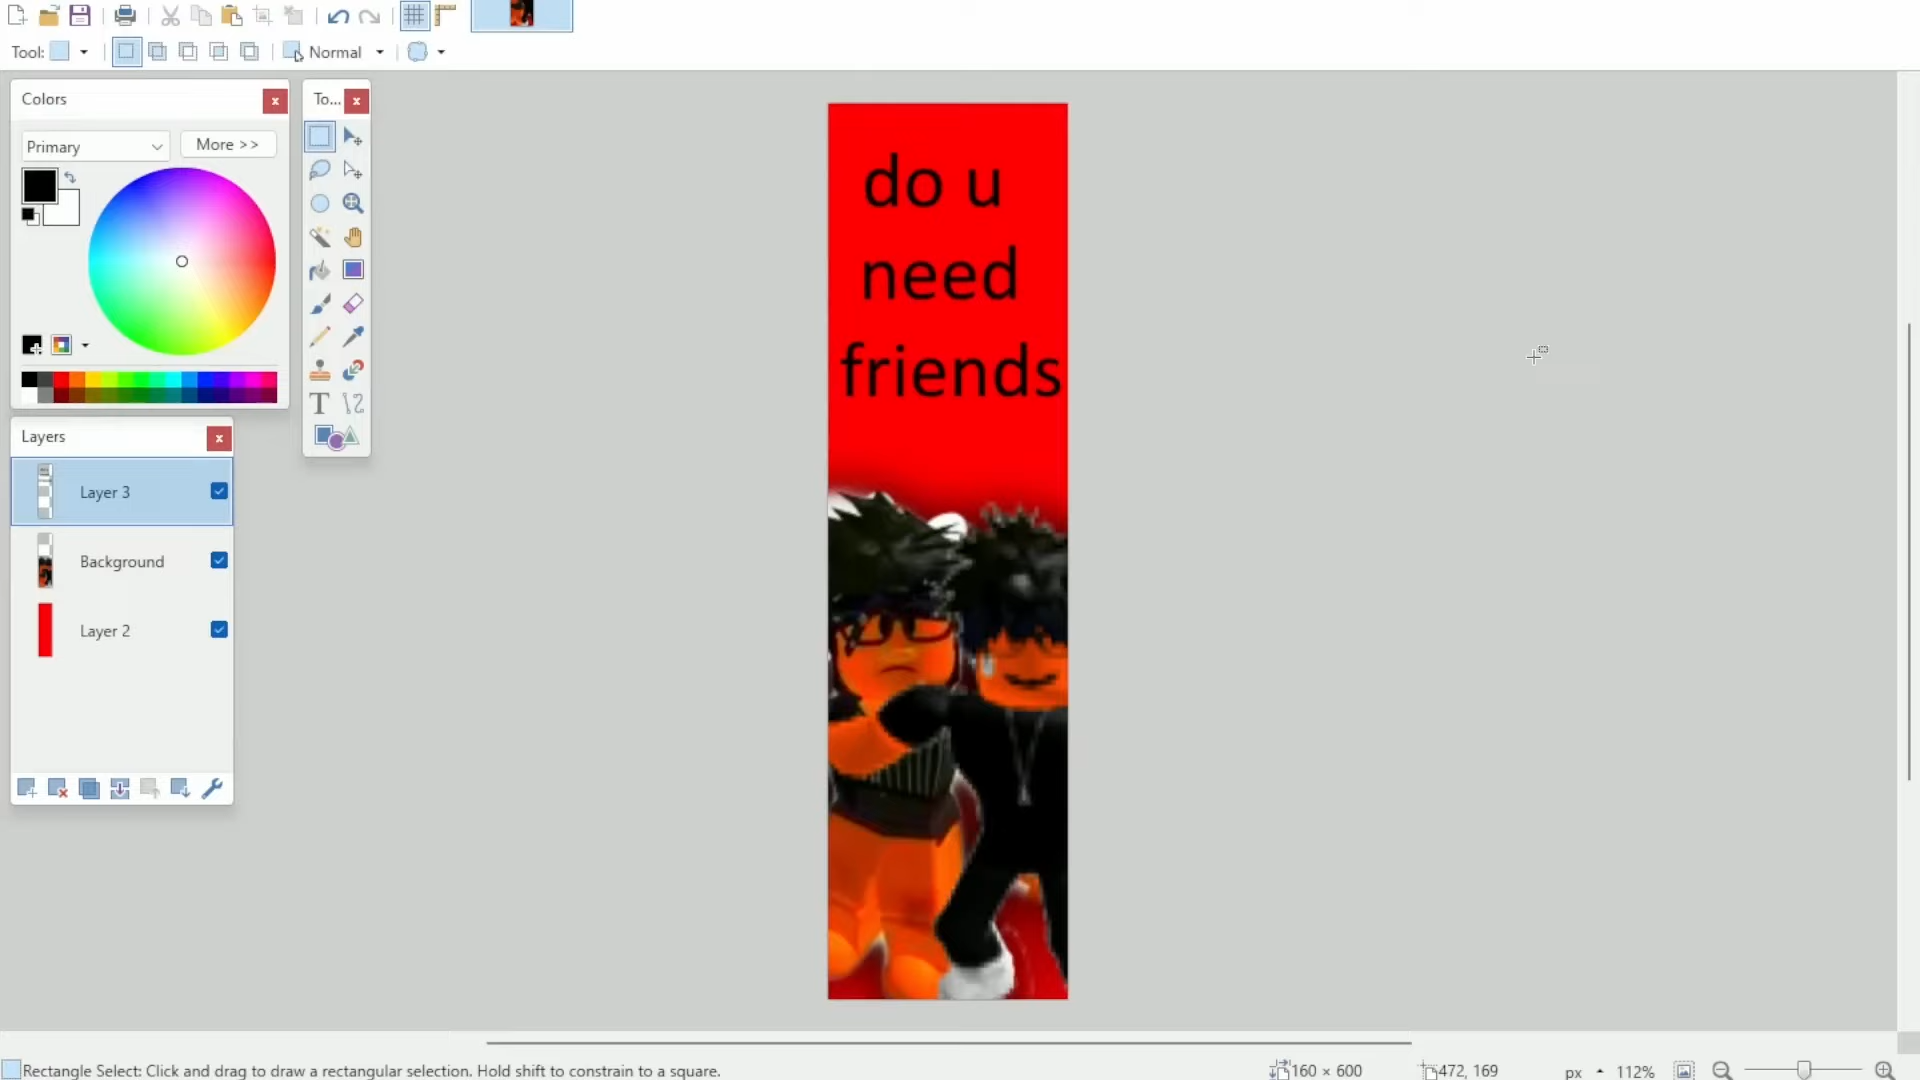 Tool:
Normal
Colors
Primary
More >>
To...
Layers
Layer 3
Background
Layer 2
do u
need
friends
Rectangle Select: Click and drag to draw a rectangular selection. Hold shift to constrain to a square.
160 × 600
472, 169
px
112%